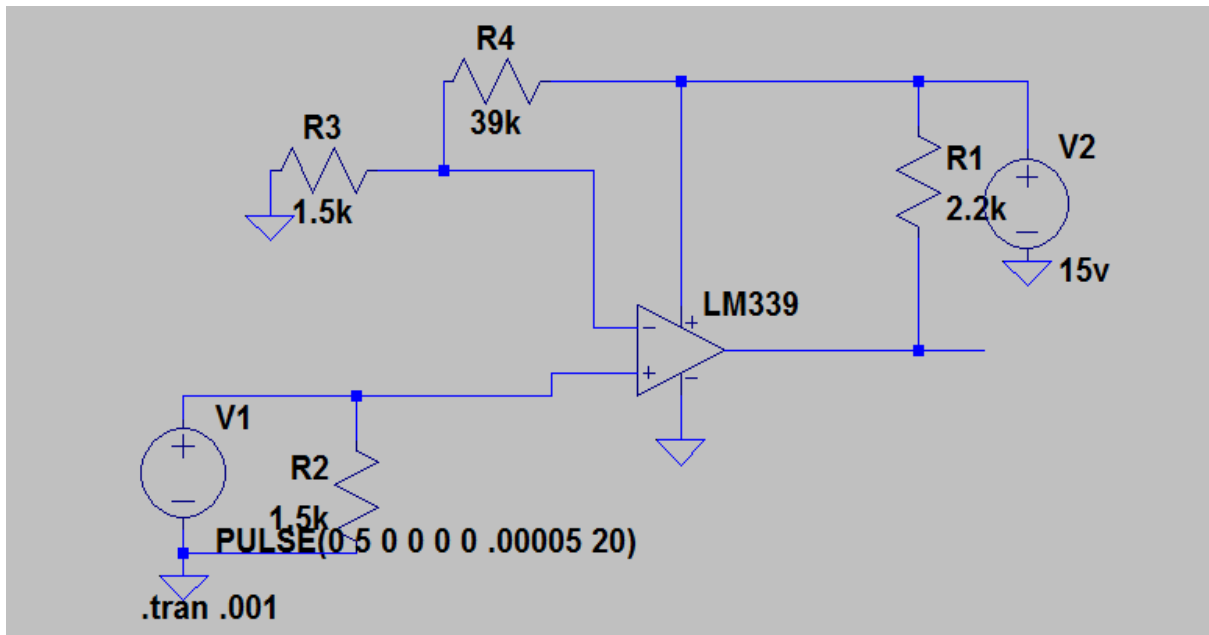 R4
39k
R3
1.5k
R1
2.2k
V2
15v
LM339
V1
R2
1.5k
PULSE(0 5 0 0 0 0 .00005 20)
.tran .001